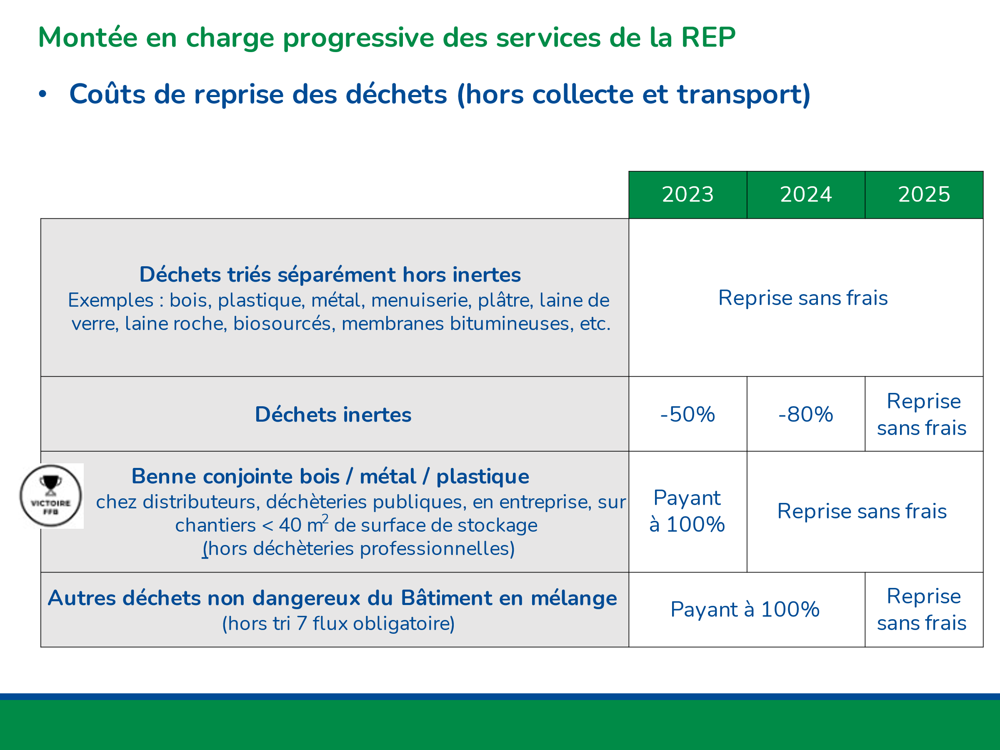 Montée en charge progressive des services de la REP
• Coûts de reprise des déchets (hors collecte et transport)
2023 2024 2025
Déchets triés séparément hors inertes
Exemples : bois, plastique, métal, menuiserie, plâtre, laine de
verre, laine roche, biosourcés, membranes bitumineuses, etc.
Reprise sans frais
Déchets inertes
-50%
-80%
Reprise
sans frais
VICTOIRE
FFB
Benne conjointe bois / métal / plastique
chez distributeurs, déchèteries publiques, en entreprise, sur
chantiers < 40 m² de surface de stockage
(hors déchèteries professionnelles)
Payant
à 100%
Reprise sans frais
Autres déchets non dangereux du Bâtiment en mélange
(hors tri 7 flux obligatoire)
Payant à 100%
Reprise
sans frais